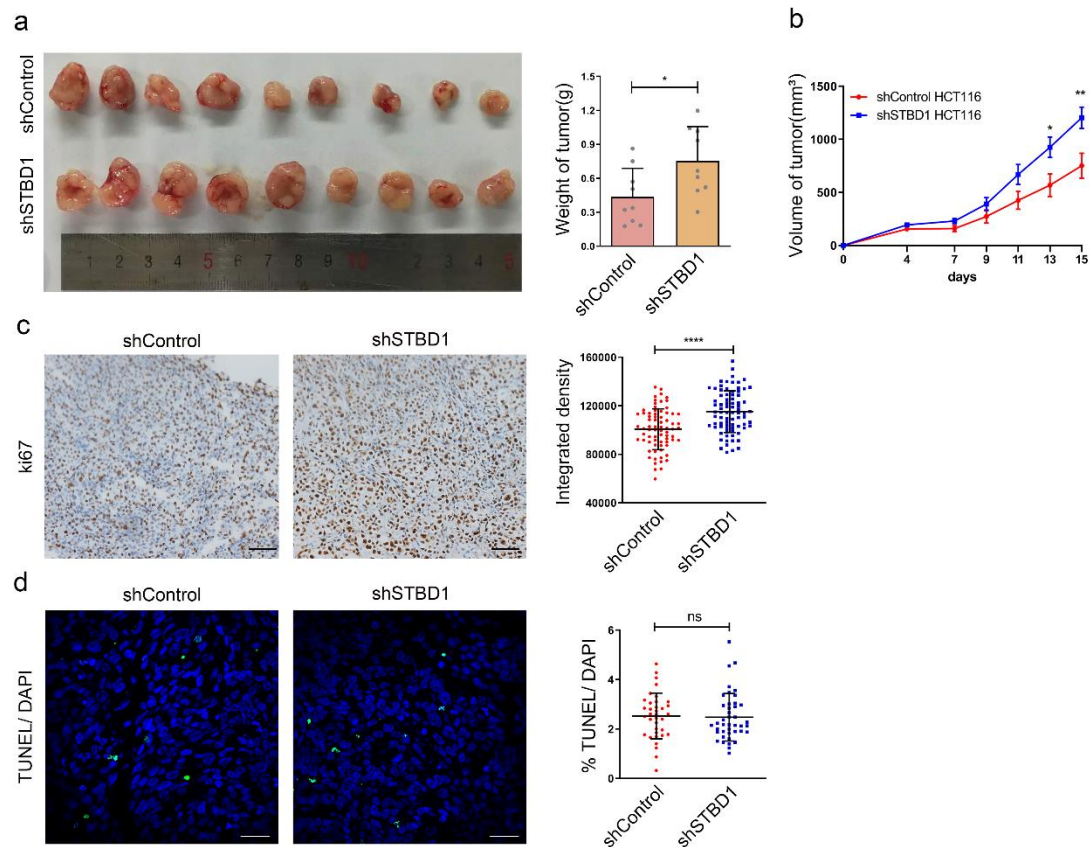 a
shControl
shSTBD1
1 2 3 4 5 6 7 8 9 10 1 2 3 4 5
Weight of tumor(g)
1.5
1.2
0.9
0.6
0.3
0.0
*
shControl
shSTBD1
b
Volume of tumor(mm³)
1500
1000
500
0
shControl HCT116
shSTBD1 HCT116
*
**
0 4 7 9 11 13 15
days
c
shControl
shSTBD1
ki67
Integrated density
160000
120000
80000
40000
****
shControl
shSTBD1
d
shControl
shSTBD1
TUNEL/ DAPI
% TUNEL/ DAPI
6
4
2
0
ns
shControl
shSTBD1